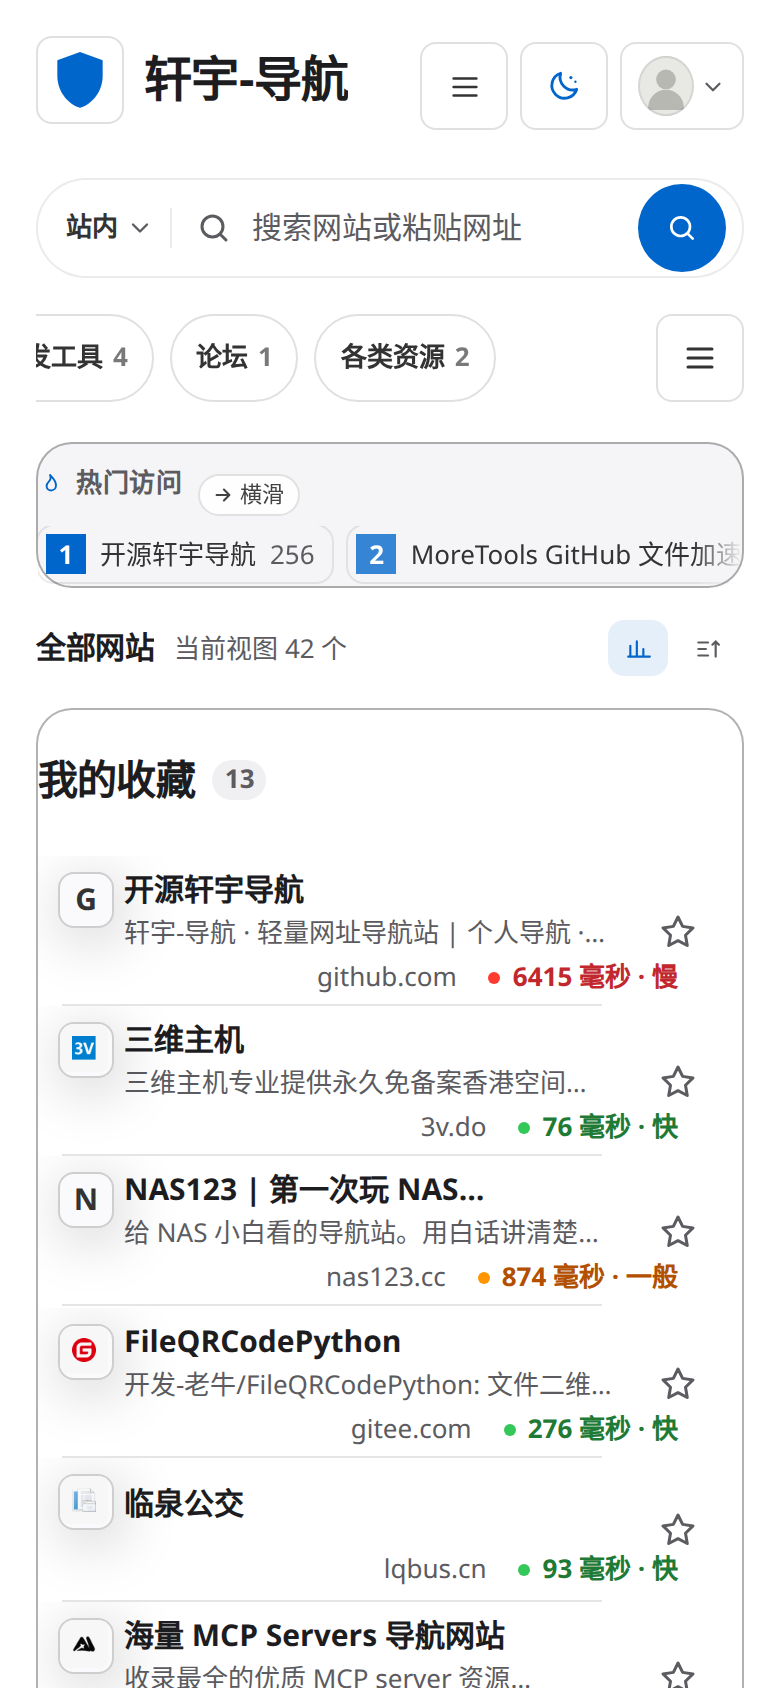 轩宇-导航
站内 搜索网站或粘贴网址
发工具 4 论坛 1 各类资源 2
热门访问 → 横滑
1 开源轩宇导航 256 2 MoreTools GitHub 文件加速
全部网站 当前视图 42 个
我的收藏 13
G 开源轩宇导航
轩宇-导航 · 轻量网址导航站 | 个人导航 ·...
github.com 6415 毫秒 · 慢
3V 三维主机
三维主机专业提供永久免备案香港空间...
3v.do 76 毫秒 · 快
N NAS123 | 第一次玩 NAS...
给 NAS 小白看的导航站。用白话讲清楚...
nas123.cc 874 毫秒 · 一般
G FileQRCodePython
开发-老牛/FileQRCodePython: 文件二维...
gitee.com 276 毫秒 · 快
临泉公交
lqbus.cn 93 毫秒 · 快
海量 MCP Servers 导航网站
收录最全的优质 MCP server 资源...